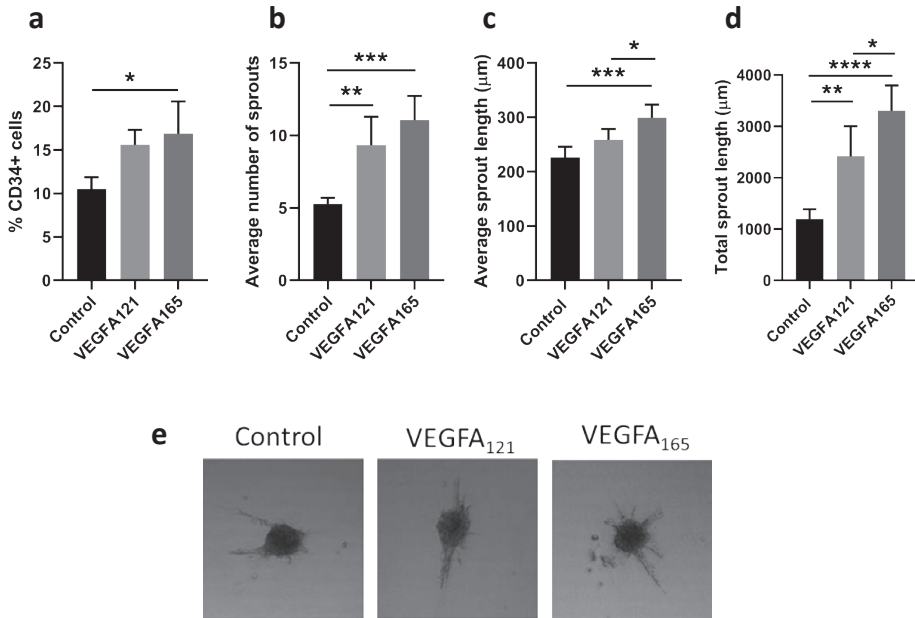 a
25
20
15
10
5
0
% CD34+ cells
*
Control
VEGFA121
VEGFA165
b
15
10
5
0
Average number of sprouts
***
**
Control
VEGFA121
VEGFA165
c
400
300
200
100
0
Average sprout length (μm)
*
***
Control
VEGFA121
VEGFA165
d
4000
3000
2000
1000
0
Total sprout length (μm)
*
****
**
Control
VEGFA121
VEGFA165
e
Control
VEGFA₁₂₁
VEGFA₁₆₅